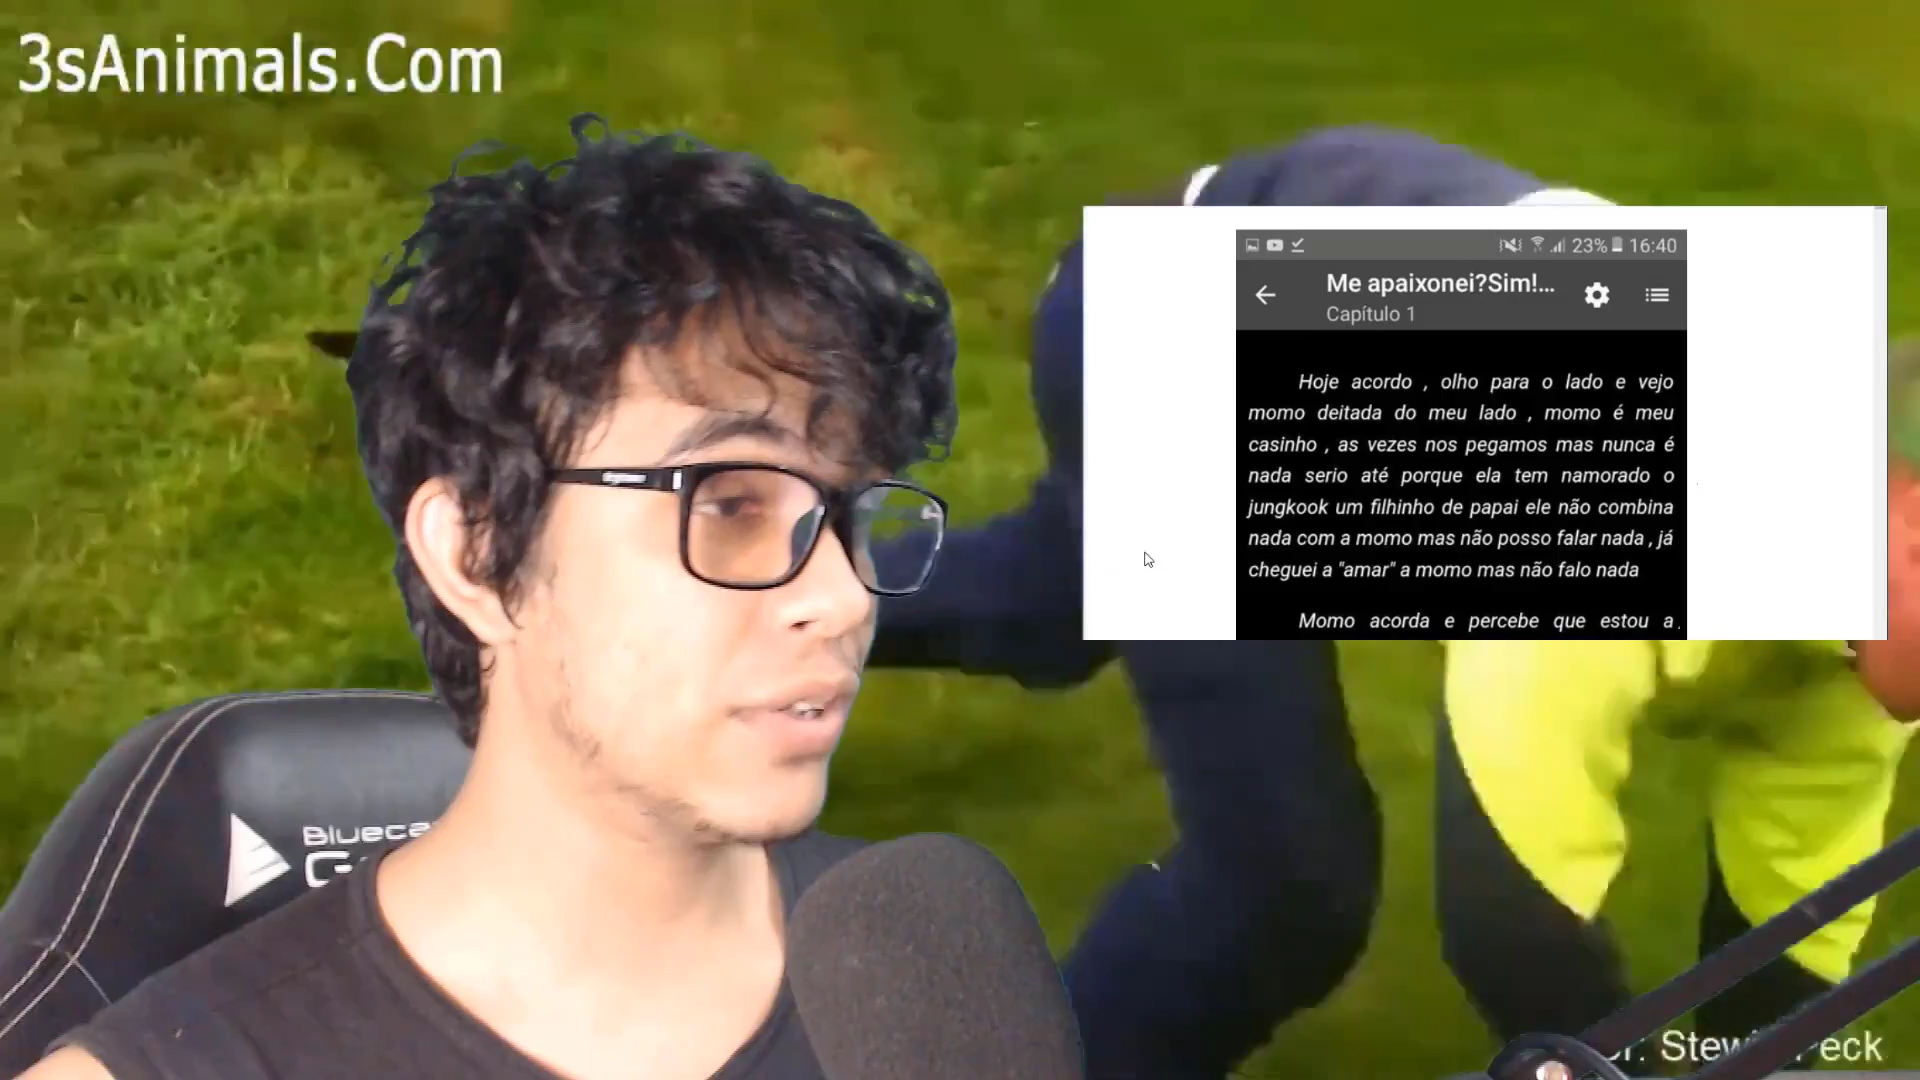 3sAnimals.Com
23% 16:40
Me apaixonei?Sim!...
Capítulo 1
Hoje acordo , olho para o lado e vejo
momo deitada do meu lado , momo é meu
casinho , as vezes nos pegamos mas nunca é
nada serio até porque ela tem namorado o
jungkook um filhinho de papai ele não combina
nada com a momo mas não posso falar nada , já
cheguei a "amar" a momo mas não falo nada
Momo acorda e percebe que estou a